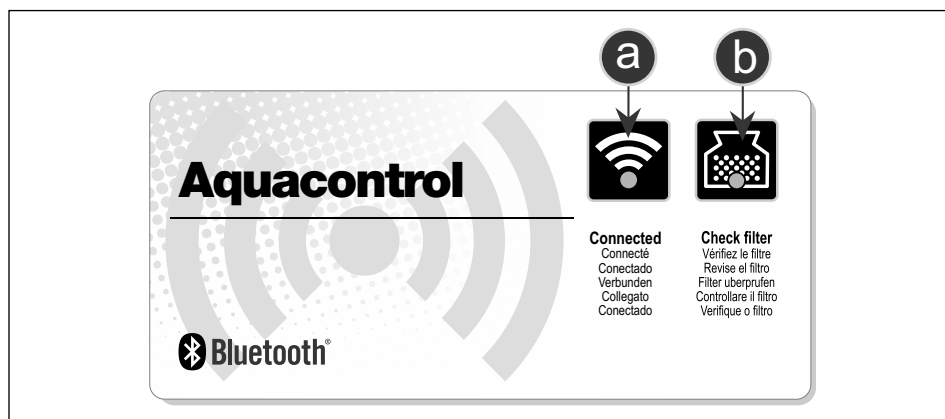 a
b
Aquacontrol
Connected
Connecté
Conectado
Verbunden
Collegato
Conectado
Check filter
Vérifiez le filtre
Revise el filtro
Filter uberprufen
Controllare il filtro
Verifique o filtro
Bluetooth®